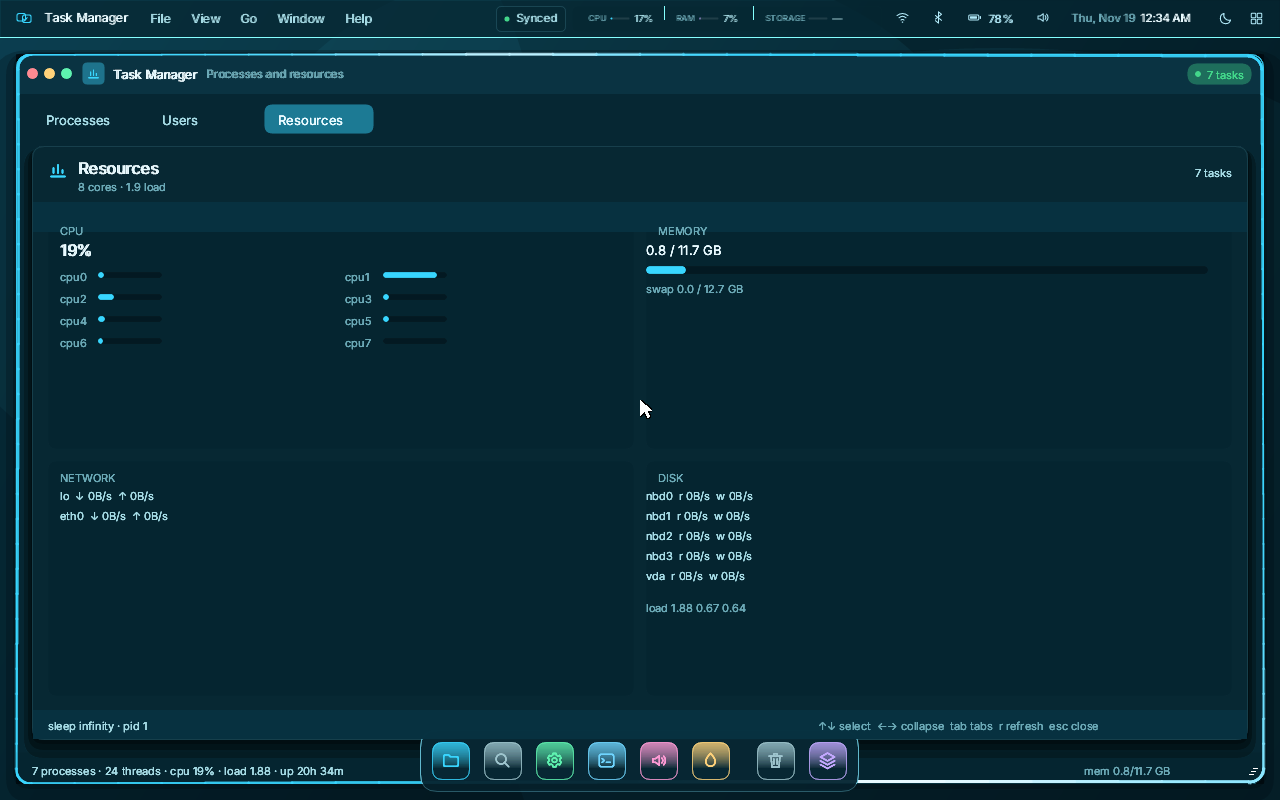 Task Manager File View Go Window Help Synced CPU 17% RAM 7% STORAGE — 78% Thu, Nov 19 12:34 AM
Task Manager Processes and resources 7 tasks
Processes Users Resources
Resources
8 cores · 1.9 load
7 tasks
CPU
19%
cpu0 cpu1
cpu2 cpu3
cpu4 cpu5
cpu6 cpu7
MEMORY
0.8 / 11.7 GB
swap 0.0 / 12.7 GB
NETWORK
lo ↓ 0B/s ↑ 0B/s
eth0 ↓ 0B/s ↑ 0B/s
DISK
nbd0 r 0B/s w 0B/s
nbd1 r 0B/s w 0B/s
nbd2 r 0B/s w 0B/s
nbd3 r 0B/s w 0B/s
vda r 0B/s w 0B/s
load 1.88 0.67 0.64
sleep infinity · pid 1 ↑↓ select ←→ collapse tab tabs r refresh esc close
7 processes · 24 threads · cpu 19% · load 1.88 · up 20h 34m mem 0.8/11.7 GB